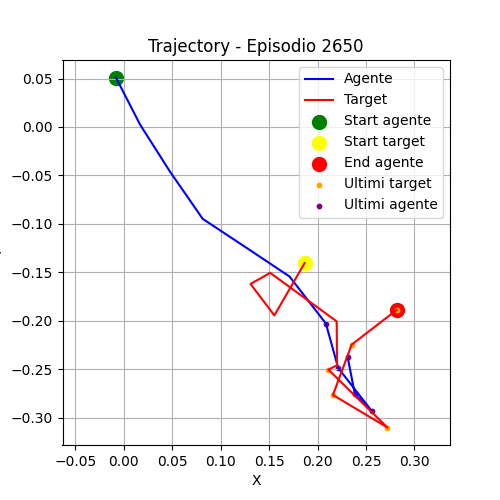 Trajectory - Episodio 2650
Agente
Target
Start agente
Start target
End agente
Ultimi target
Ultimi agente
0.05
0.00
−0.05
−0.10
−0.15
−0.20
−0.25
−0.30
−0.05
0.00
0.05
0.10
0.15
0.20
0.25
0.30
X